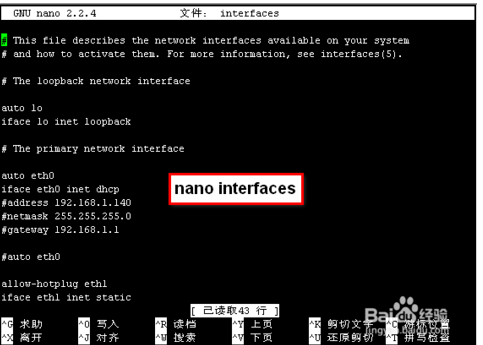 GNU nano 2.2.4 文件： interfaces
# This file describes the network interfaces available on your system
# and how to activate them. For more information, see interfaces(5).
# The loopback network interface
auto lo
iface lo inet loopback
# The primary network interface
auto eth0
iface eth0 inet dhcp
#address 192.168.1.140
#netmask 255.255.255.0
#gateway 192.168.1.1
nano interfaces
#auto eth0
allow-hotplug eth1
iface eth1 inet static
[ 已读取43 行 ]
^G 求助 ^O 写入 ^R 读档 ^Y 上页 ^K 剪切文字 ^C 游标位置
^X 离开 ^J 对齐 ^W 搜索 ^V 下页 ^U 还原剪切 ^T 拼写检查
Baidu 经验